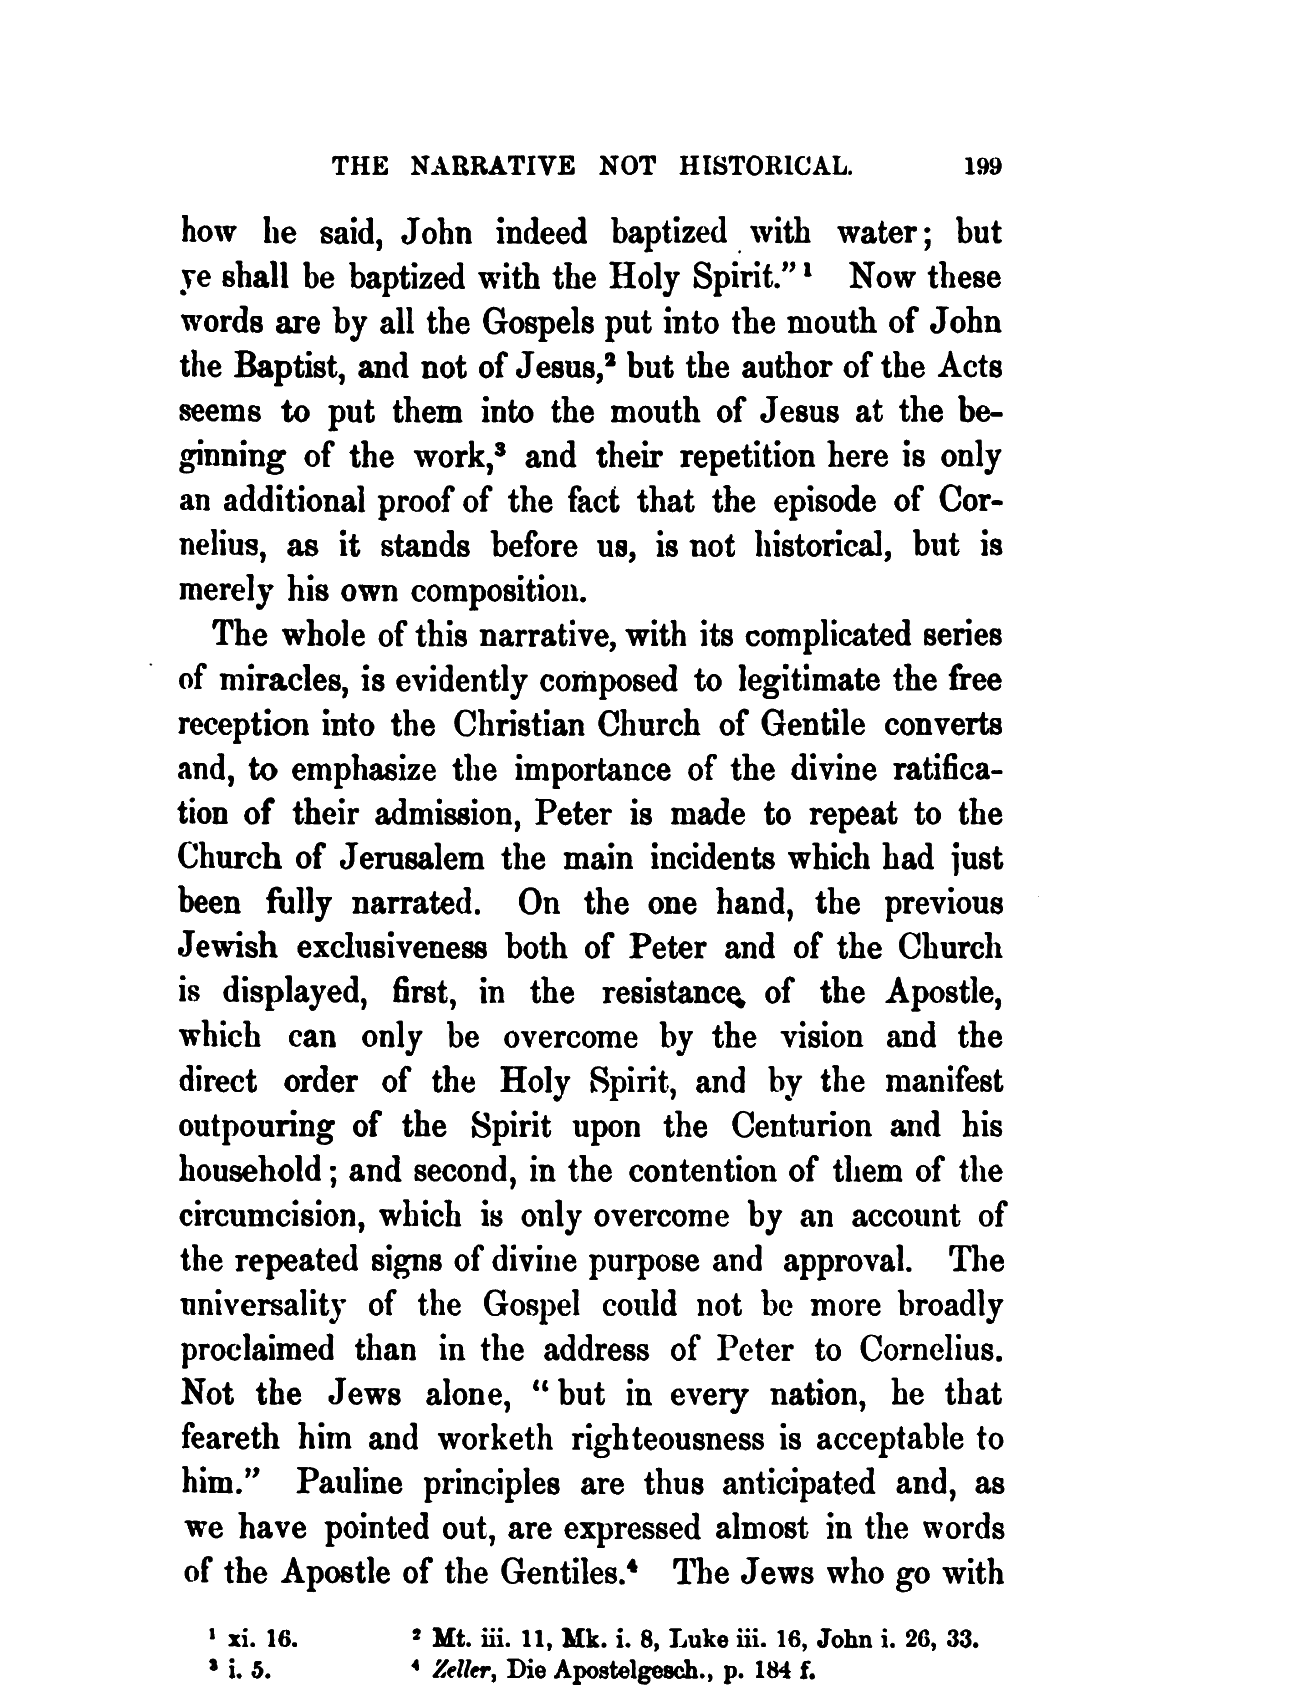 THE NARRATIVE NOT HISTORICAL. 199
how he said, John indeed baptized with water; but
ye shall be baptized with the Holy Spirit.”¹ Now these
words are by all the Gospels put into the mouth of John
the Baptist, and not of Jesus,² but the author of the Acts
seems to put them into the mouth of Jesus at the be-
ginning of the work,³ and their repetition here is only
an additional proof of the fact that the episode of Cor-
nelius, as it stands before us, is not historical, but is
merely his own composition.
The whole of this narrative, with its complicated series
of miracles, is evidently composed to legitimate the free
reception into the Christian Church of Gentile converts
and, to emphasize the importance of the divine ratifica-
tion of their admission, Peter is made to repeat to the
Church of Jerusalem the main incidents which had just
been fully narrated. On the one hand, the previous
Jewish exclusiveness both of Peter and of the Church
is displayed, first, in the resistance of the Apostle,
which can only be overcome by the vision and the
direct order of the Holy Spirit, and by the manifest
outpouring of the Spirit upon the Centurion and his
household; and second, in the contention of them of the
circumcision, which is only overcome by an account of
the repeated signs of divine purpose and approval. The
universality of the Gospel could not be more broadly
proclaimed than in the address of Peter to Cornelius.
Not the Jews alone, “but in every nation, he that
feareth him and worketh righteousness is acceptable to
him.” Pauline principles are thus anticipated and, as
we have pointed out, are expressed almost in the words
of the Apostle of the Gentiles.⁴ The Jews who go with
¹ xi. 16. ² Mt. iii. 11, Mk. i. 8, Luke iii. 16, John i. 26, 33.
³ i. 5. ⁴ Zeller, Die Apostelgesch., p. 184 f.